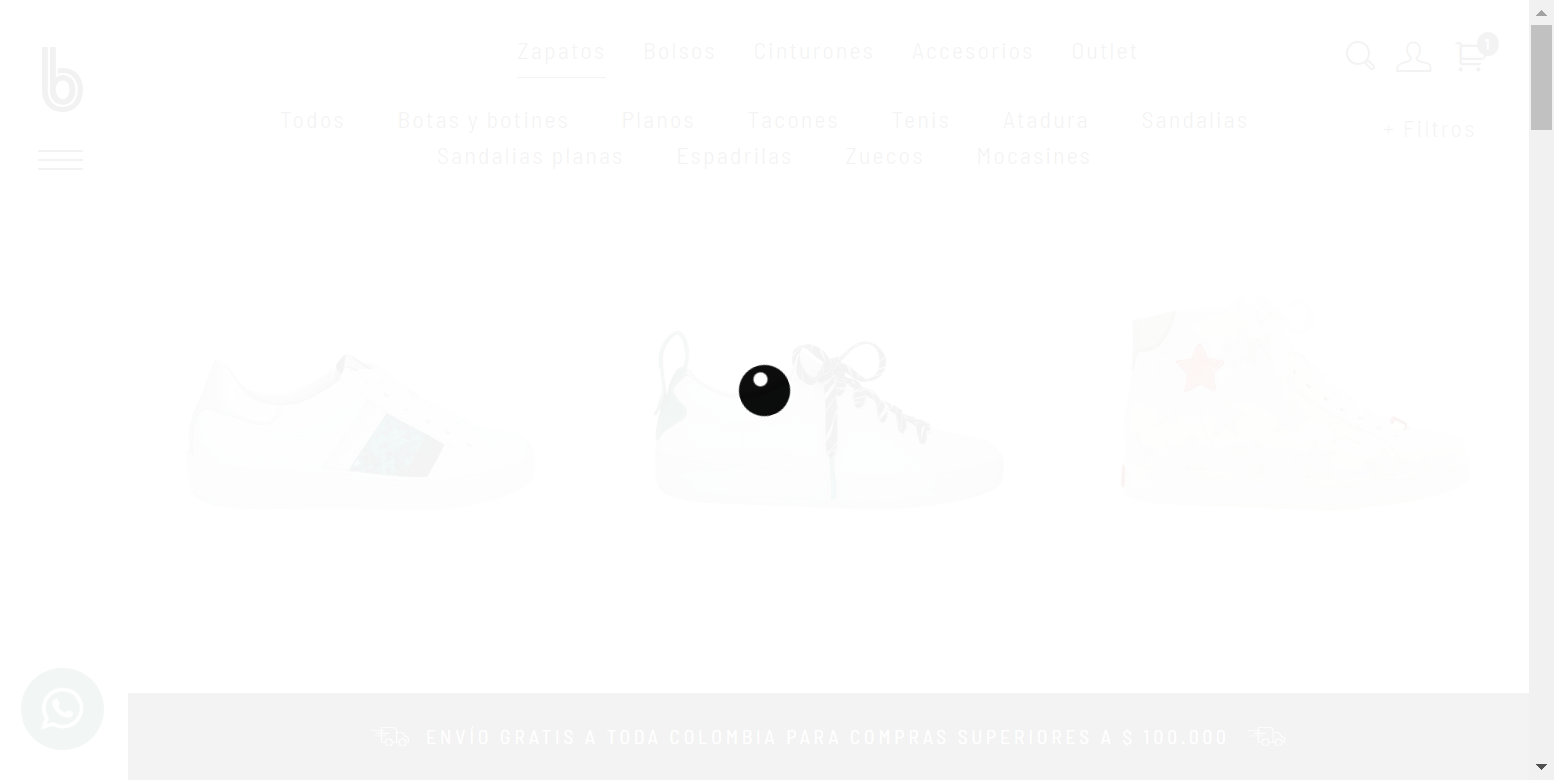 b
Zapatos Bolsos Cinturones Accesorios Outlet
1
Todos Botas y botines Planos Tacones Tenis Atadura Sandalias
+ Filtros
Sandalias planas Espadrilas Zuecos Mocasines
ENVÍO GRATIS A TODA COLOMBIA PARA COMPRAS SUPERIORES A $ 100.000